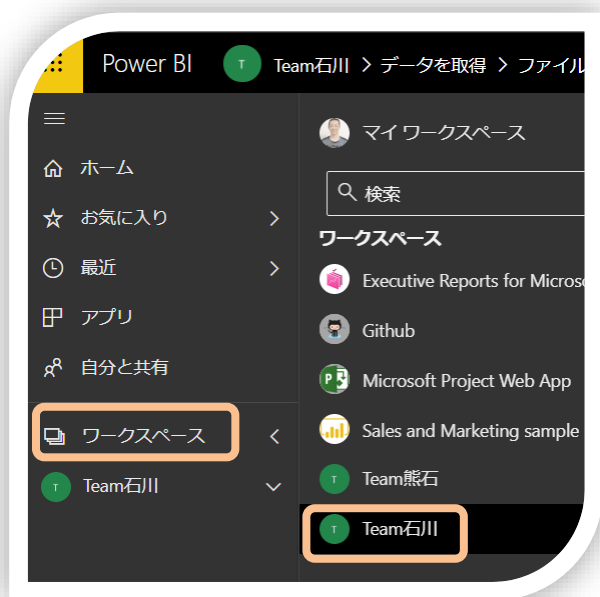 Power BI T Team石川 > データを取得 > ファイル
ホーム
お気に入り
最近
アプリ
自分と共有
ワークスペース
T Team石川
マイ ワークスペース
検索
ワークスペース
Executive Reports for Micros
Github
Microsoft Project Web App
Sales and Marketing sample
T Team熊石
T Team石川